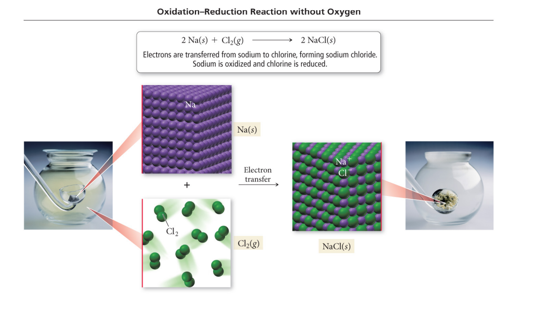 Oxidation–Reduction Reaction without Oxygen
2 Na(s) + Cl₂(g) ⟶ 2 NaCl(s)
Electrons are transferred from sodium to chlorine, forming sodium chloride.
Sodium is oxidized and chlorine is reduced.
Na
Na(s)
+
Electron
transfer
Na⁺
Cl⁻
NaCl(s)
Cl₂
Cl₂(g)